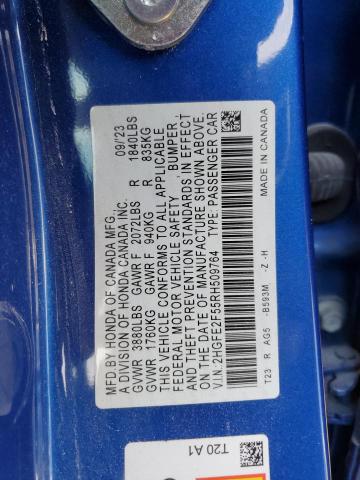 MFD. BY HONDA OF CANADA MFG., 09/23
A DIVISION OF HONDA CANADA INC.
GVWR 3880LBS GAWR F 2072LBS R 1840LBS
GVWR 1760KG GAWR F 940KG R 835KG
THIS VEHICLE CONFORMS TO ALL APPLICABLE
FEDERAL MOTOR VEHICLE SAFETY, BUMPER,
AND THEFT PREVENTION STANDARDS IN EFFECT
ON THE DATE OF MANUFACTURE SHOWN ABOVE.
V.I.N.: 2HGFE2F55RH509764 TYPE: PASSENGER CAR
T23 R AG5 -B593M -Z -H MADE IN CANADA
T20 A1